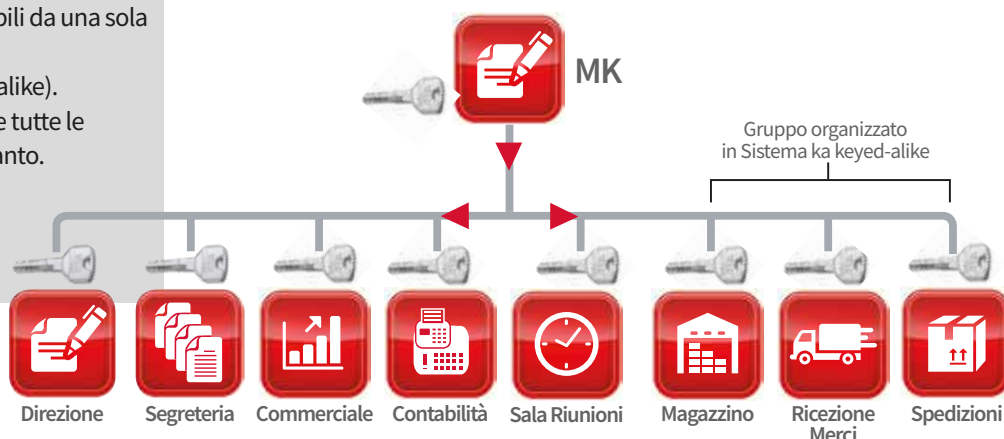 bili da una sola
alike).
e tutte le
anto.
MK
Gruppo organizzato
in Sistema ka keyed-alike
Direzione
Segreteria
Commerciale
Contabilità
Sala Riunioni
Magazzino
Ricezione
Merci
Spedizioni